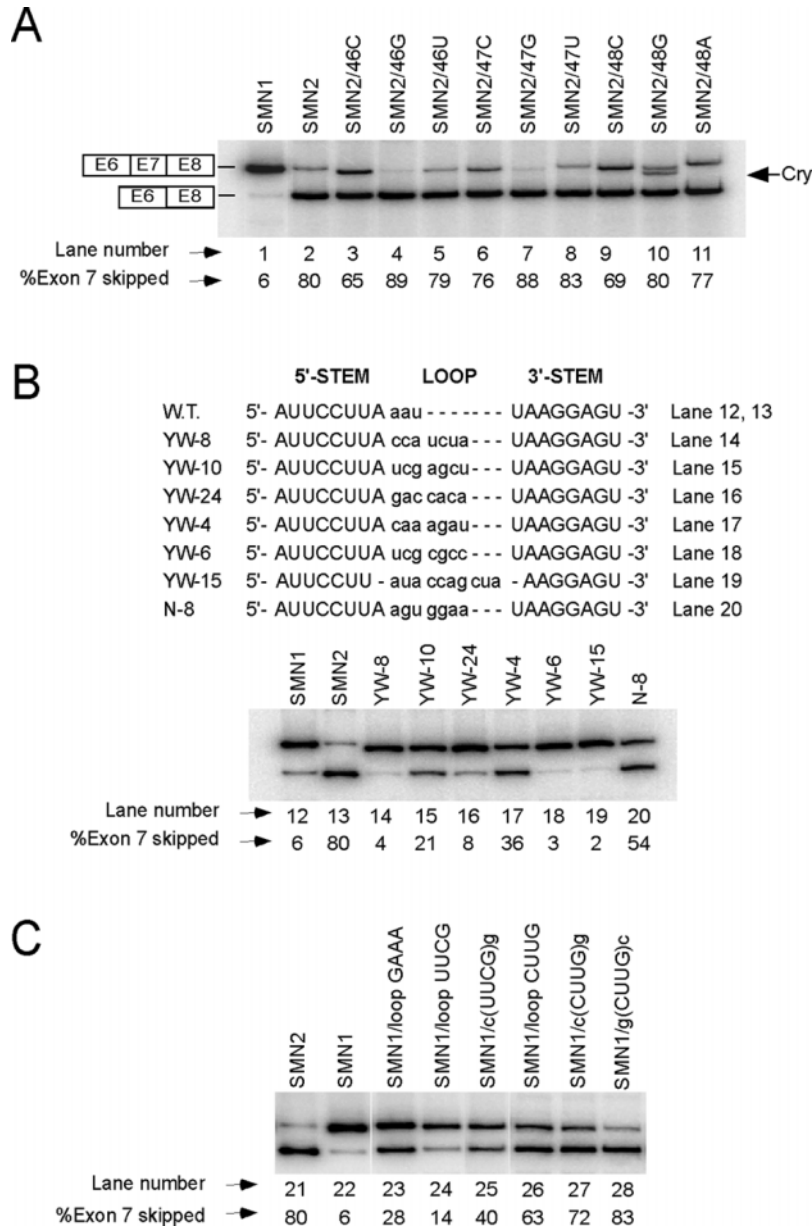 A
SMN1 SMN2 SMN2/46C SMN2/46G SMN2/46U SMN2/47C SMN2/47G SMN2/47U SMN2/48C SMN2/48G SMN2/48A
E6 E7 E8
Cry
E6 E8
Lane number 1 2 3 4 5 6 7 8 9 10 11
%Exon 7 skipped 6 80 65 89 79 76 88 83 69 80 77
B
5'-STEM LOOP 3'-STEM
W.T. 5'- AUUCCUUA aau - - - - - - - UAAGGAGU -3' Lane 12, 13
YW-8 5'- AUUCCUUA cca ucua - - - UAAGGAGU -3' Lane 14
YW-10 5'- AUUCCUUA ucg agcu - - - UAAGGAGU -3' Lane 15
YW-24 5'- AUUCCUUA gac caca - - - UAAGGAGU -3' Lane 16
YW-4 5'- AUUCCUUA caa agau - - - UAAGGAGU -3' Lane 17
YW-6 5'- AUUCCUUA ucg cgcc - - - UAAGGAGU -3' Lane 18
YW-15 5'- AUUCCUU - aua ccag cua - AAGGAGU -3' Lane 19
N-8 5'- AUUCCUUA agu ggaa - - - UAAGGAGU -3' Lane 20
SMN1 SMN2 YW-8 YW-10 YW-24 YW-4 YW-6 YW-15 N-8
Lane number 12 13 14 15 16 17 18 19 20
%Exon 7 skipped 6 80 4 21 8 36 3 2 54
C
SMN2 SMN1 SMN1/loop GAAA SMN1/loop UUCG SMN1/c(UUCG)g SMN1/loop CUUG SMN1/c(CUUG)g SMN1/g(CUUG)c
Lane number 21 22 23 24 25 26 27 28
%Exon 7 skipped 80 6 28 14 40 63 72 83